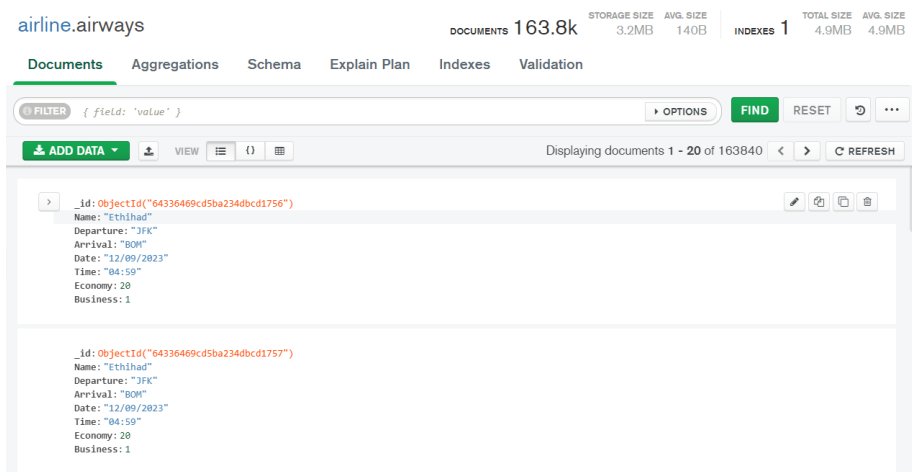 airline.airways
DOCUMENTS 163.8k STORAGE SIZE 3.2MB AVG. SIZE 140B INDEXES 1 TOTAL SIZE 4.9MB AVG. SIZE 4.9MB
Documents Aggregations Schema Explain Plan Indexes Validation
FILTER { field: 'value' } OPTIONS FIND RESET ...
ADD DATA VIEW {} Displaying documents 1 - 20 of 163840 < > REFRESH
_id: ObjectId("64336469cd5ba234dbcd1756")
Name: "Ethihad"
Departure: "JFK"
Arrival: "BOM"
Date: "12/09/2023"
Time: "04:59"
Economy: 20
Business: 1
_id: ObjectId("64336469cd5ba234dbcd1757")
Name: "Ethihad"
Departure: "JFK"
Arrival: "BOM"
Date: "12/09/2023"
Time: "04:59"
Economy: 20
Business: 1